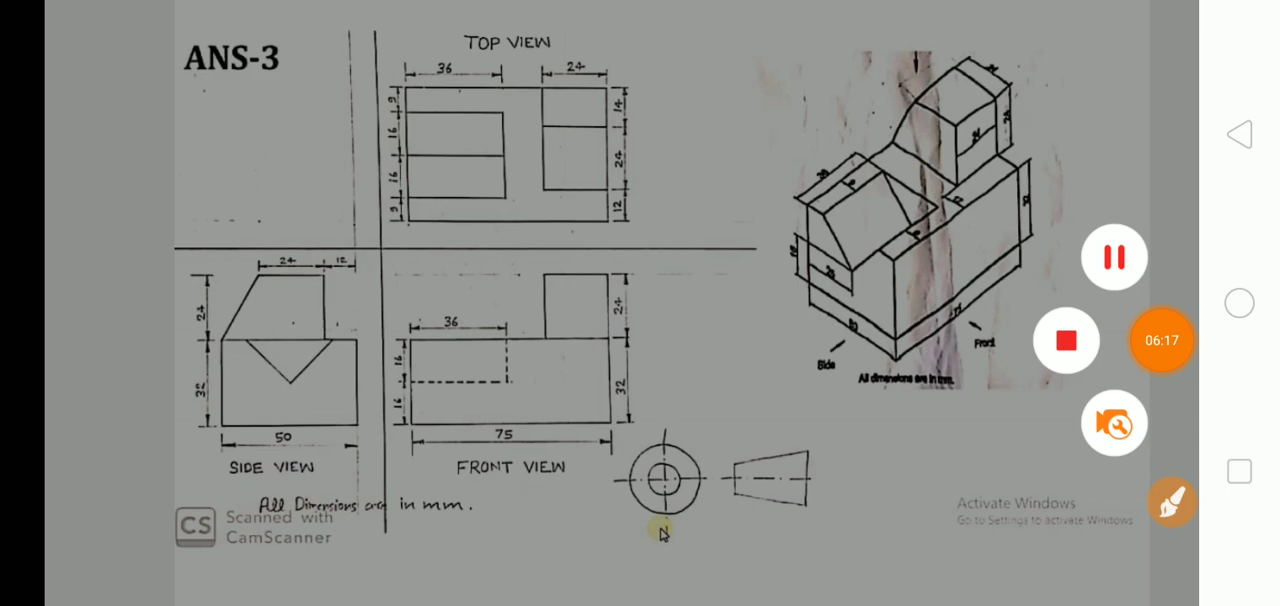 ANS-3
TOP VIEW
36
24
9
16
16
9
14
24
12
24
12
24
32
50
SIDE VIEW
36
16
16
24
32
75
FRONT VIEW
All Dimensions are in mm.
CS Scanned with
CamScanner
Side
Front
All dimensions are in mm.
06:17
Activate Windows
Go to Settings to activate Windows